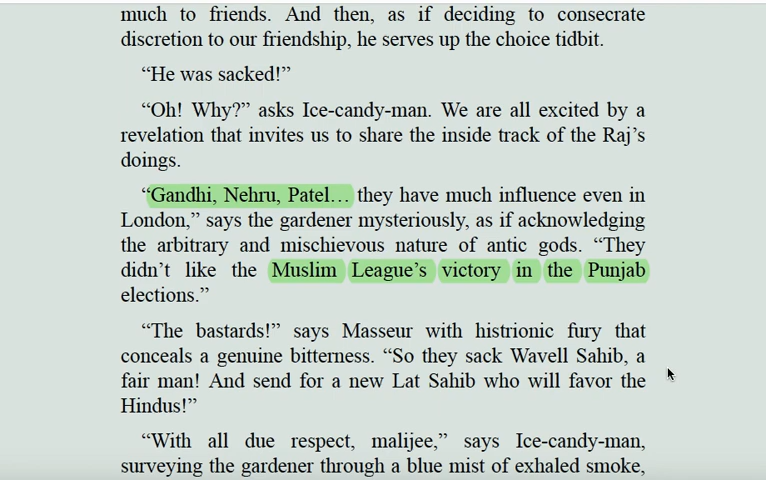 much to friends. And then, as if deciding to consecrate
discretion to our friendship, he serves up the choice tidbit.
“He was sacked!”
“Oh! Why?” asks Ice-candy-man. We are all excited by a
revelation that invites us to share the inside track of the Raj’s
doings.
“Gandhi, Nehru, Patel… they have much influence even in
London,” says the gardener mysteriously, as if acknowledging
the arbitrary and mischievous nature of antic gods. “They
didn’t like the Muslim League’s victory in the Punjab
elections.”
“The bastards!” says Masseur with histrionic fury that
conceals a genuine bitterness. “So they sack Wavell Sahib, a
fair man! And send for a new Lat Sahib who will favor the
Hindus!”
“With all due respect, malijee,” says Ice-candy-man,
surveying the gardener through a blue mist of exhaled smoke,